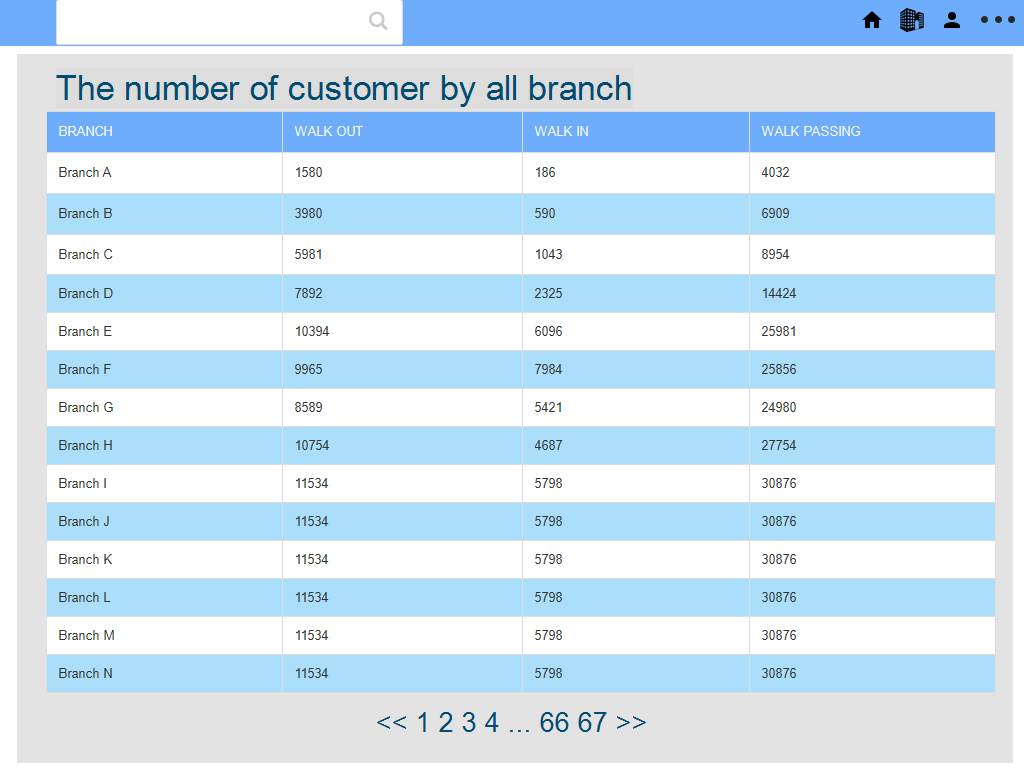 The number of customer by all branch
BRANCH WALK OUT WALK IN WALK PASSING
Branch A 1580 186 4032
Branch B 3980 590 6909
Branch C 5981 1043 8954
Branch D 7892 2325 14424
Branch E 10394 6096 25981
Branch F 9965 7984 25856
Branch G 8589 5421 24980
Branch H 10754 4687 27754
Branch I 11534 5798 30876
Branch J 11534 5798 30876
Branch K 11534 5798 30876
Branch L 11534 5798 30876
Branch M 11534 5798 30876
Branch N 11534 5798 30876
<< 1 2 3 4 ... 66 67 >>